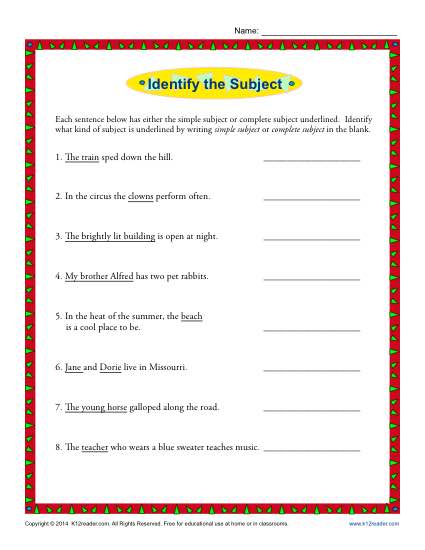 Name: ____________________
Identify the Subject
Each sentence below has either the simple subject or complete subject underlined. Identify
what kind of subject is underlined by writing simple subject or complete subject in the blank.
1. The train sped down the hill. ____________________
2. In the circus the clowns perform often. ____________________
3. The brightly lit building is open at night. ____________________
4. My brother Alfred has two pet rabbits. ____________________
5. In the heat of the summer, the beach
is a cool place to be. ____________________
6. Jane and Dorie live in Missourri. ____________________
7. The young horse galloped along the road. ____________________
8. The teacher who wears a blue sweater teaches music. ____________________
Copyright © 2014 K12reader.com. All Rights Reserved. Free for educational use at home or in classrooms. www.k12reader.com